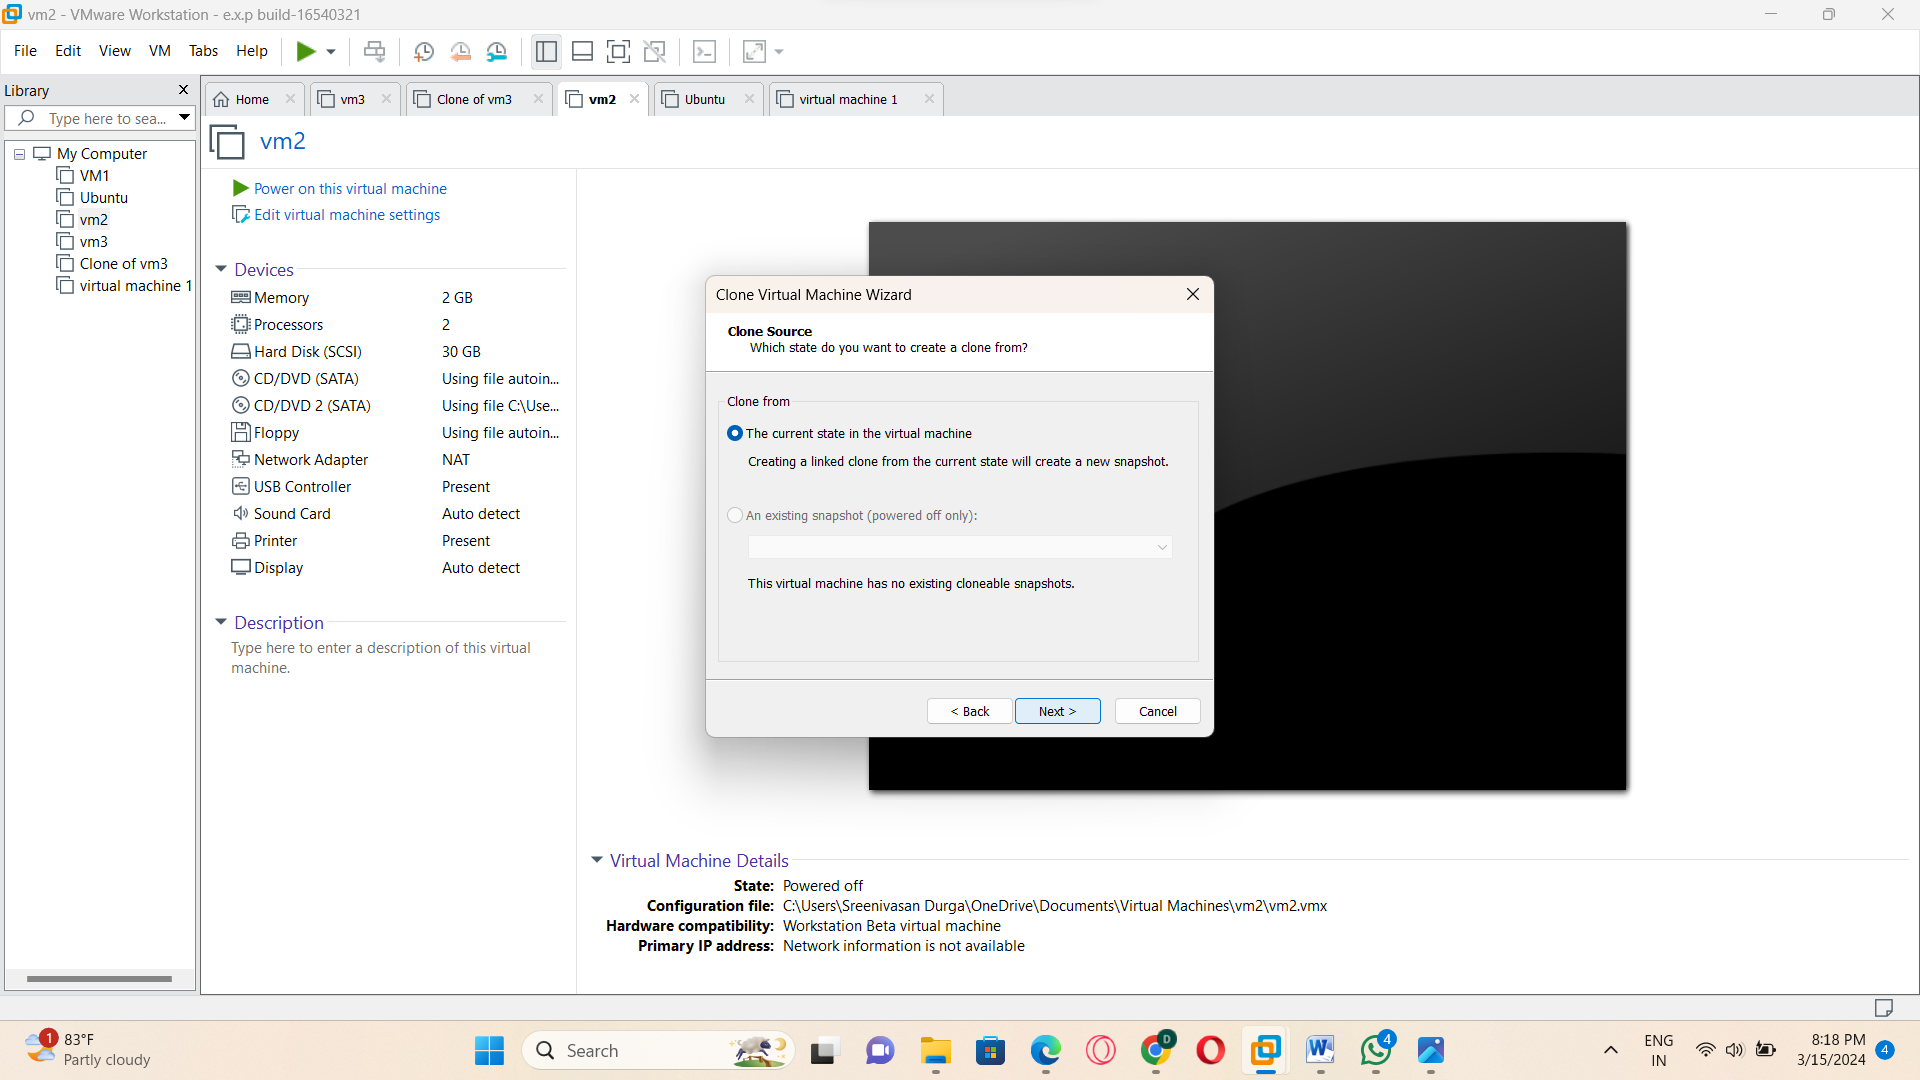 vm2 - VMware Workstation - e.x.p build-16540321
File Edit View VM Tabs Help
Library
Type here to sea...
My Computer
VM1
Ubuntu
vm2
vm3
Clone of vm3
virtual machine 1
Home
vm3
Clone of vm3
vm2
Ubuntu
virtual machine 1
vm2
Power on this virtual machine
Edit virtual machine settings
Devices
Memory 2 GB
Processors 2
Hard Disk (SCSI) 30 GB
CD/DVD (SATA) Using file autoin...
CD/DVD 2 (SATA) Using file C:\Use...
Floppy Using file autoin...
Network Adapter NAT
USB Controller Present
Sound Card Auto detect
Printer Present
Display Auto detect
Description
Type here to enter a description of this virtual
machine.
Clone Virtual Machine Wizard
Clone Source
Which state do you want to create a clone from?
Clone from
The current state in the virtual machine
Creating a linked clone from the current state will create a new snapshot.
An existing snapshot (powered off only):
This virtual machine has no existing cloneable snapshots.
< Back Next > Cancel
Virtual Machine Details
State: Powered off
Configuration file: C:\Users\Sreenivasan Durga\OneDrive\Documents\Virtual Machines\vm2\vm2.vmx
Hardware compatibility: Workstation Beta virtual machine
Primary IP address: Network information is not available
1
83°F
Partly cloudy
Search
D
W
4
ENG
IN
8:18 PM
3/15/2024
4